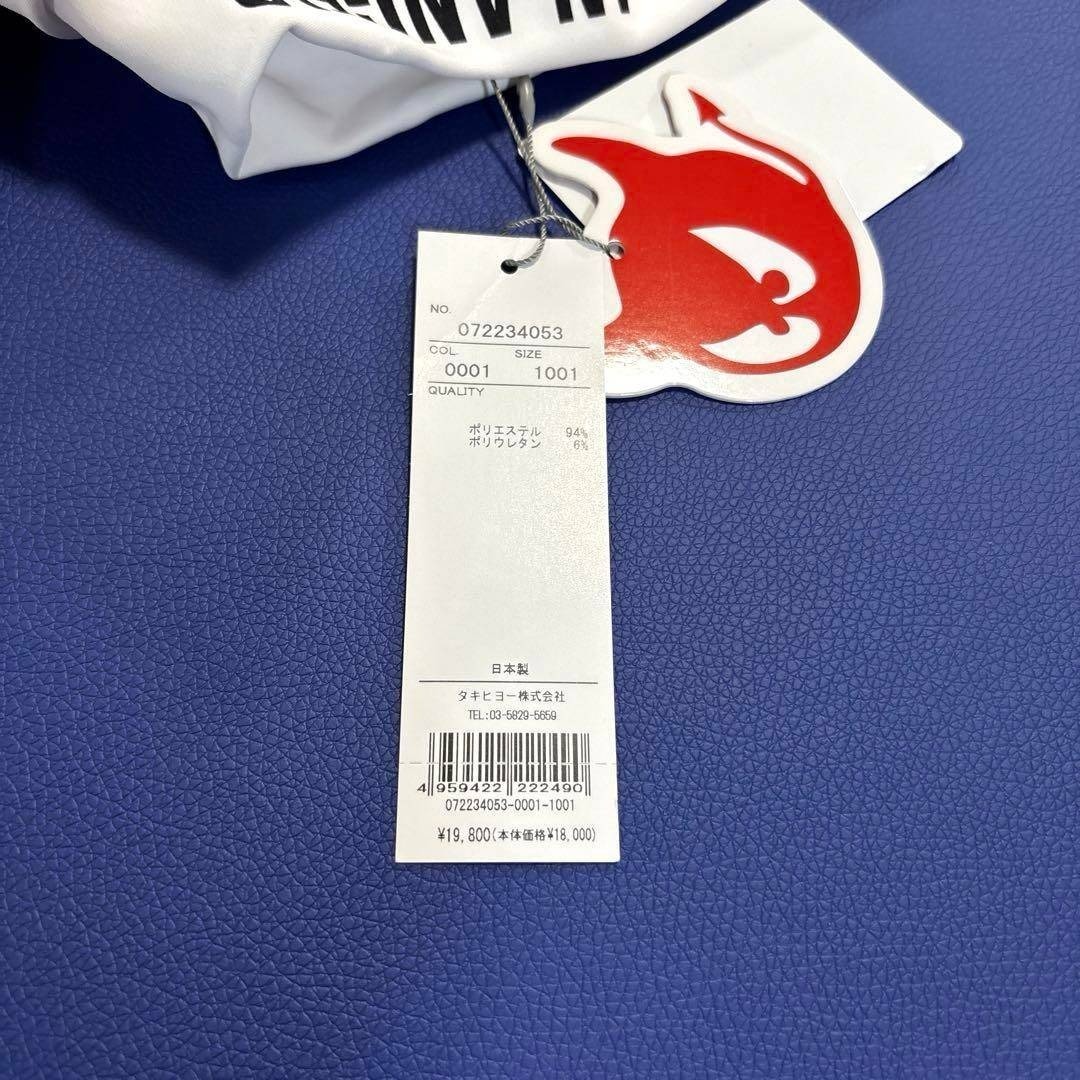 NO.
072234053
COL. SIZE
0001 1001
QUALITY
ポリエステル 94%
ポリウレタン 6%
日本製
タキヒヨー株式会社
TEL:03-5829-5659
4 959422 222490
072234053-0001-1001
¥19,800(本体価格¥18,000)